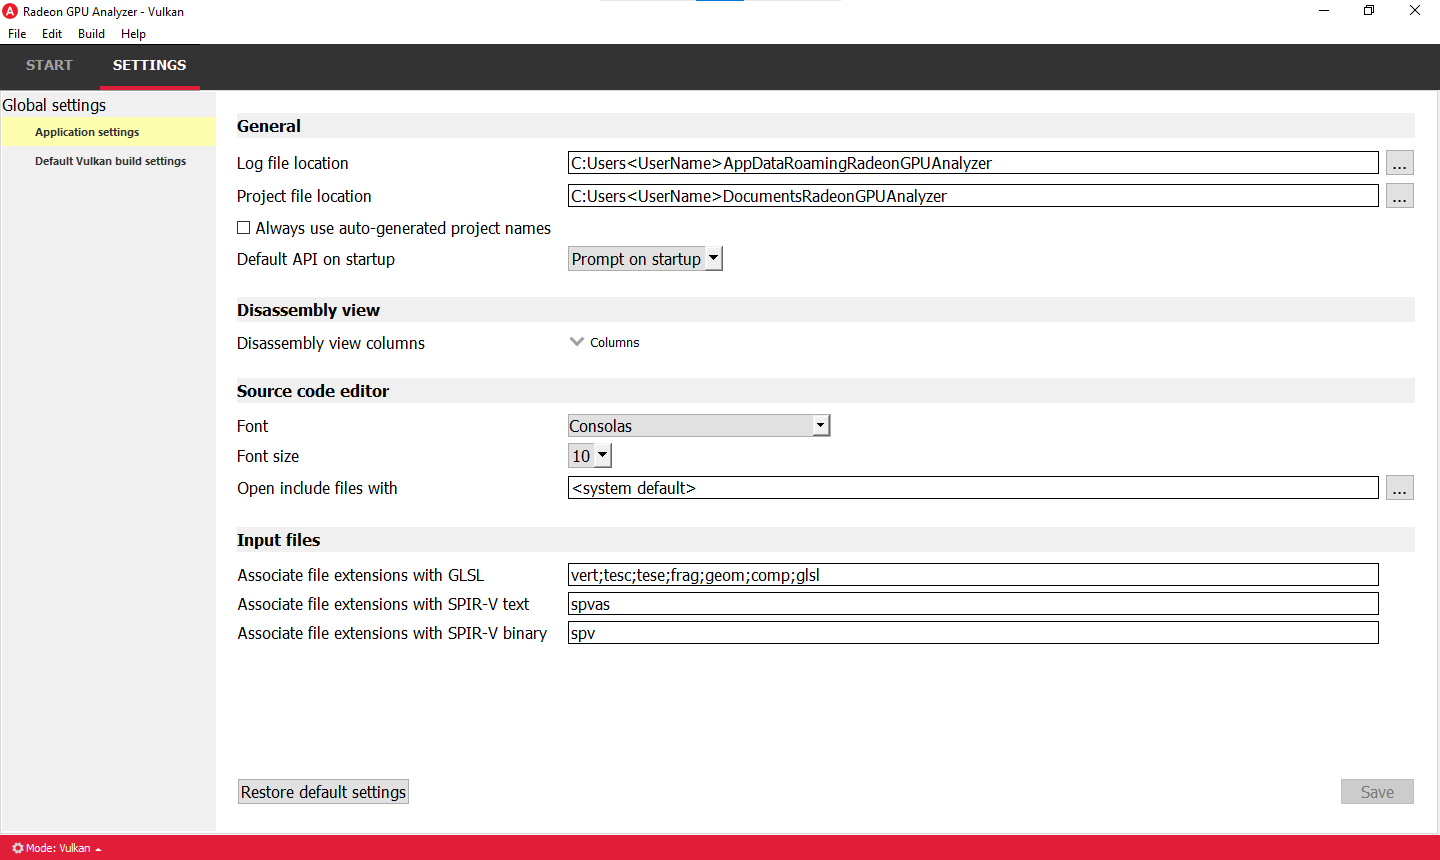 Radeon GPU Analyzer - Vulkan
File Edit Build Help
START SETTINGS
Global settings
Application settings
Default Vulkan build settings
General
Log file location C:Users<UserName>AppDataRoamingRadeonGPUAnalyzer ...
Project file location C:Users<UserName>DocumentsRadeonGPUAnalyzer ...
Always use auto-generated project names
Default API on startup Prompt on startup
Disassembly view
Disassembly view columns Columns
Source code editor
Font Consolas
Font size 10
Open include files with <system default> ...
Input files
Associate file extensions with GLSL vert;tesc;tese;frag;geom;comp;glsl
Associate file extensions with SPIR-V text spvas
Associate file extensions with SPIR-V binary spv
Restore default settings Save
Mode: Vulkan